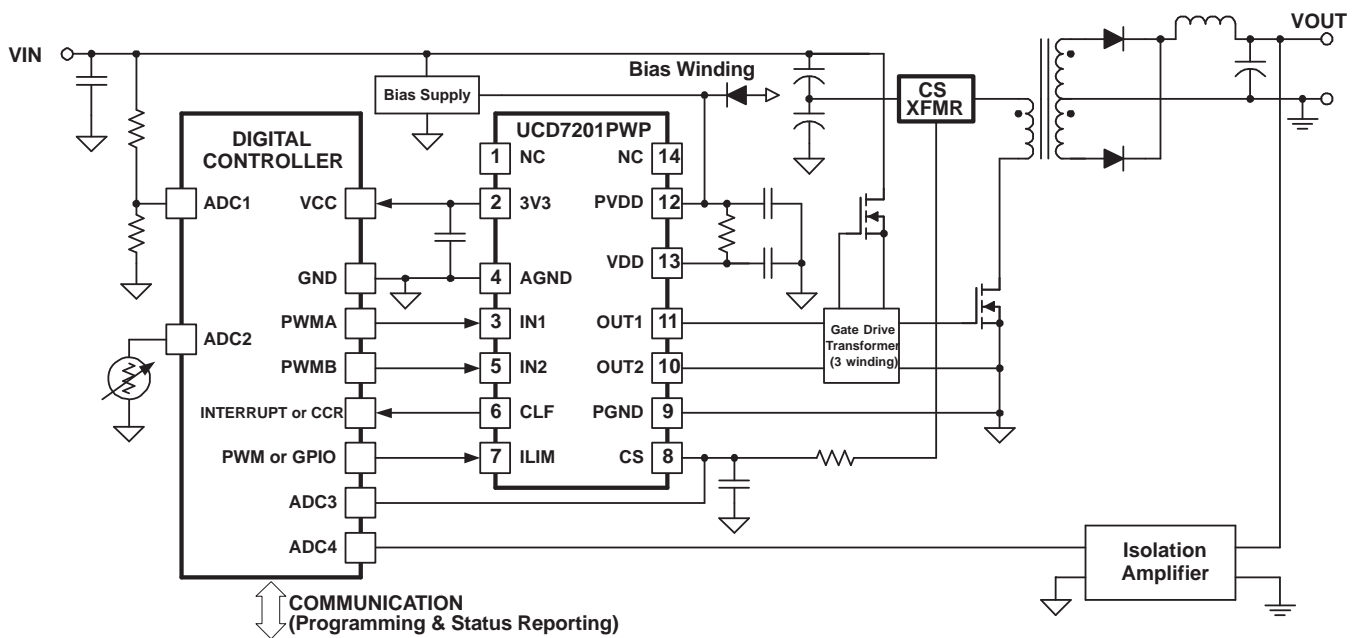 VIN
VOUT
Bias Winding
Bias Supply
CS
XFMR
DIGITAL
CONTROLLER
UCD7201PWP
1 NC
NC 14
ADC1
VCC
2 3V3
PVDD 12
VDD 13
GND
4 AGND
PWMA
3 IN1
OUT1 11
ADC2
PWMB
5 IN2
OUT2 10
Gate Drive
Transformer
(3 winding)
INTERRUPT or CCR
6 CLF
PGND 9
PWM or GPIO
7 ILIM
CS 8
ADC3
ADC4
Isolation
Amplifier
COMMUNICATION
(Programming & Status Reporting)